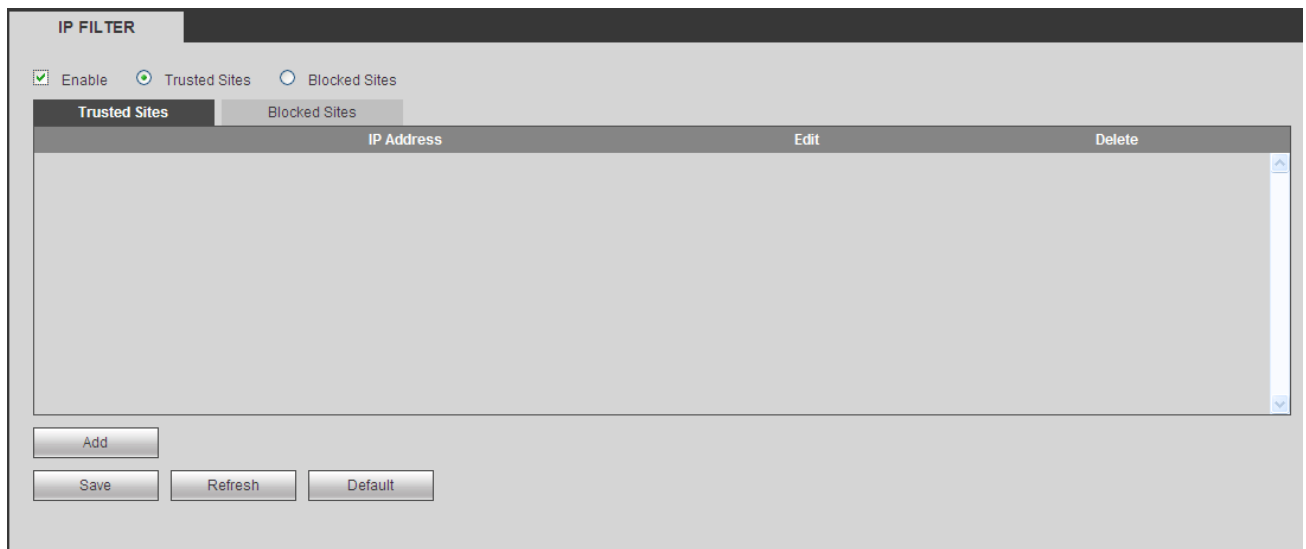 IP FILTER
Enable Trusted Sites Blocked Sites
Trusted Sites Blocked Sites
IP Address Edit Delete
Add
Save Refresh Default